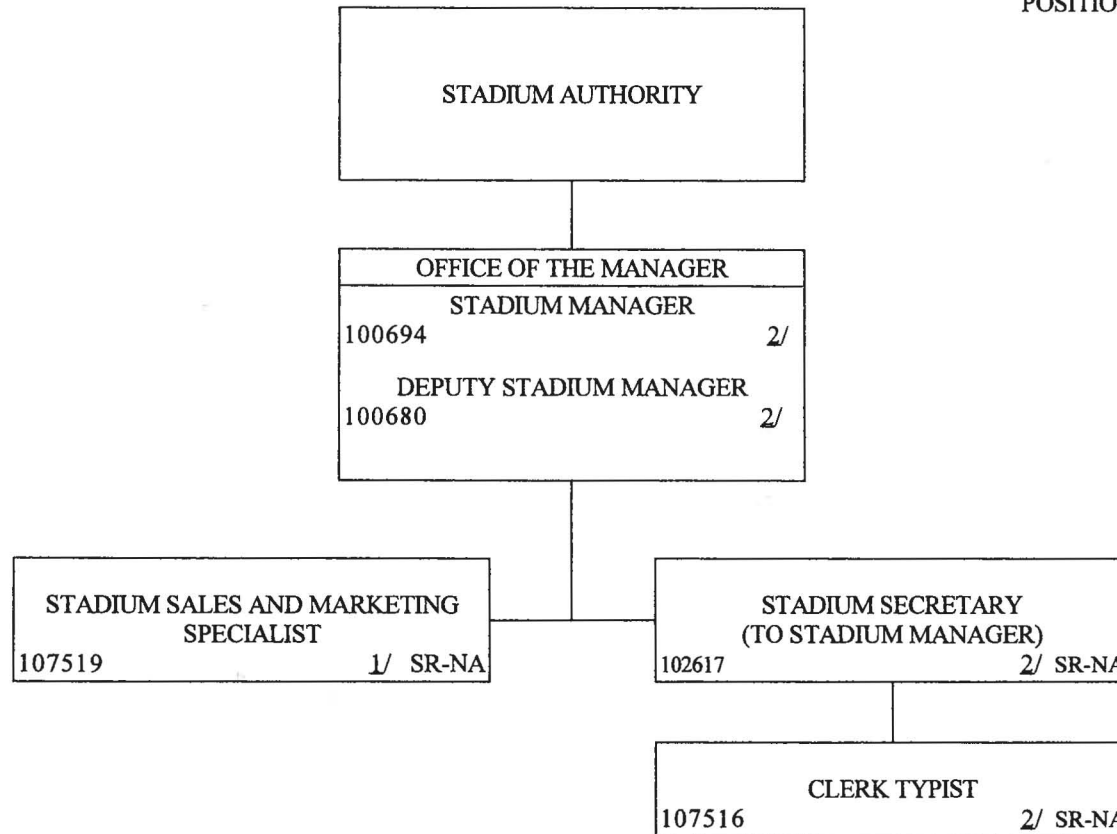 POSITIO
STADIUM AUTHORITY
OFFICE OF THE MANAGER
STADIUM MANAGER
100694 2/
DEPUTY STADIUM MANAGER
100680 2/
STADIUM SALES AND MARKETING
SPECIALIST
107519 1/ SR-NA
STADIUM SECRETARY
(TO STADIUM MANAGER)
102617 2/ SR-NA
CLERK TYPIST
107516 2/ SR-NA